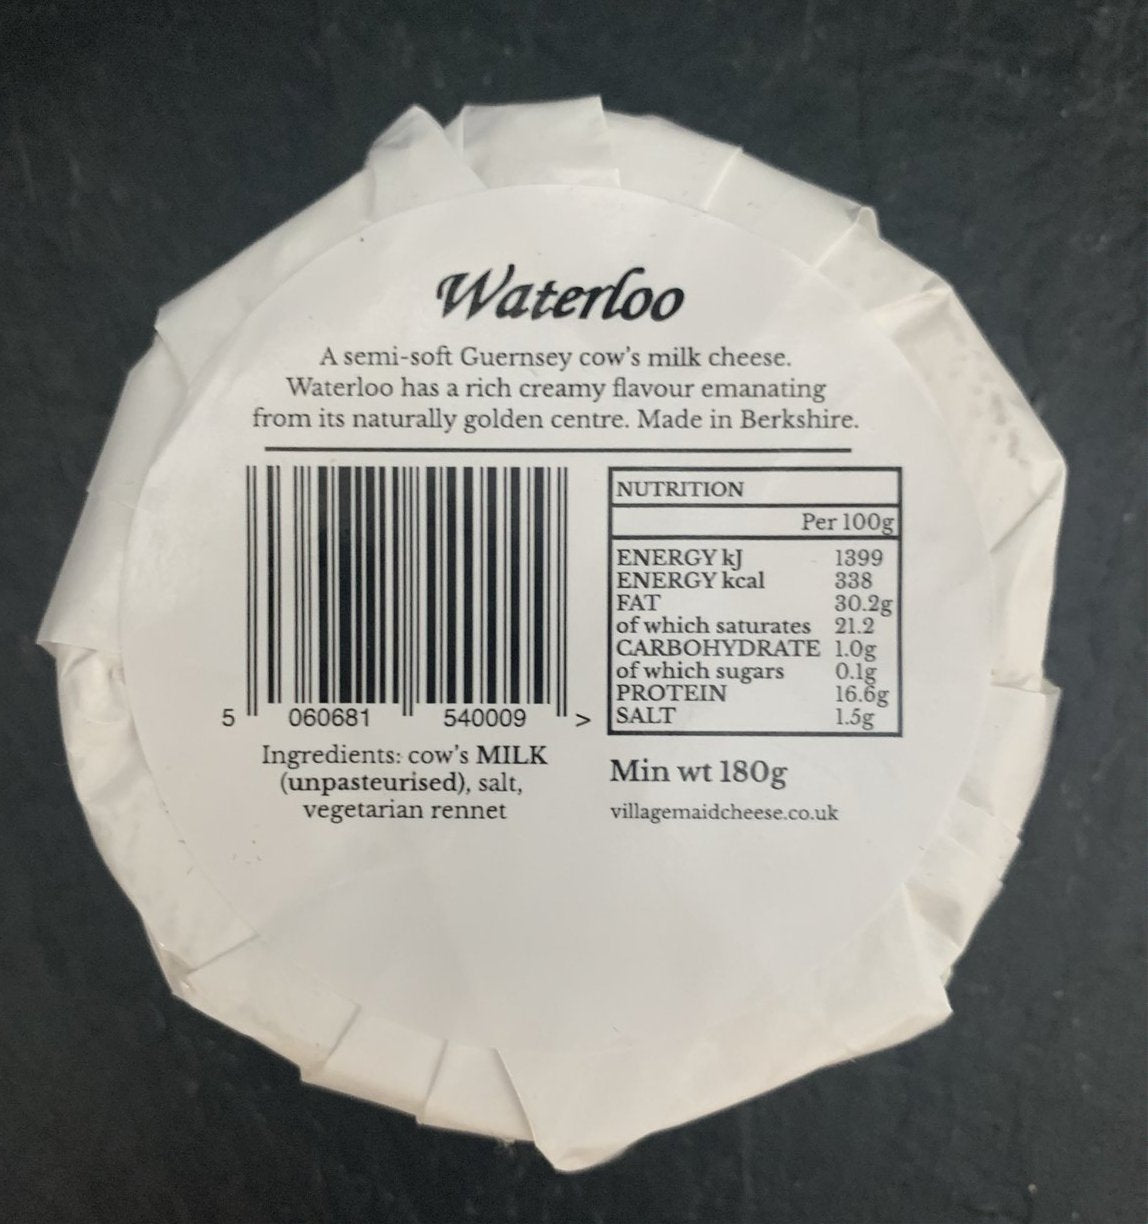 Waterloo
A semi-soft Guernsey cow's milk cheese.
Waterloo has a rich creamy flavour emanating
from its naturally golden centre. Made in Berkshire.
5 060681 540009 >
Ingredients: cow's MILK
(unpasteurised), salt,
vegetarian rennet
NUTRITION
Per 100g
ENERGY kJ 1399
ENERGY kcal 338
FAT 30.2g
of which saturates 21.2
CARBOHYDRATE 1.0g
of which sugars 0.1g
PROTEIN 16.6g
SALT 1.5g
Min wt 180g
villagemaidcheese.co.uk